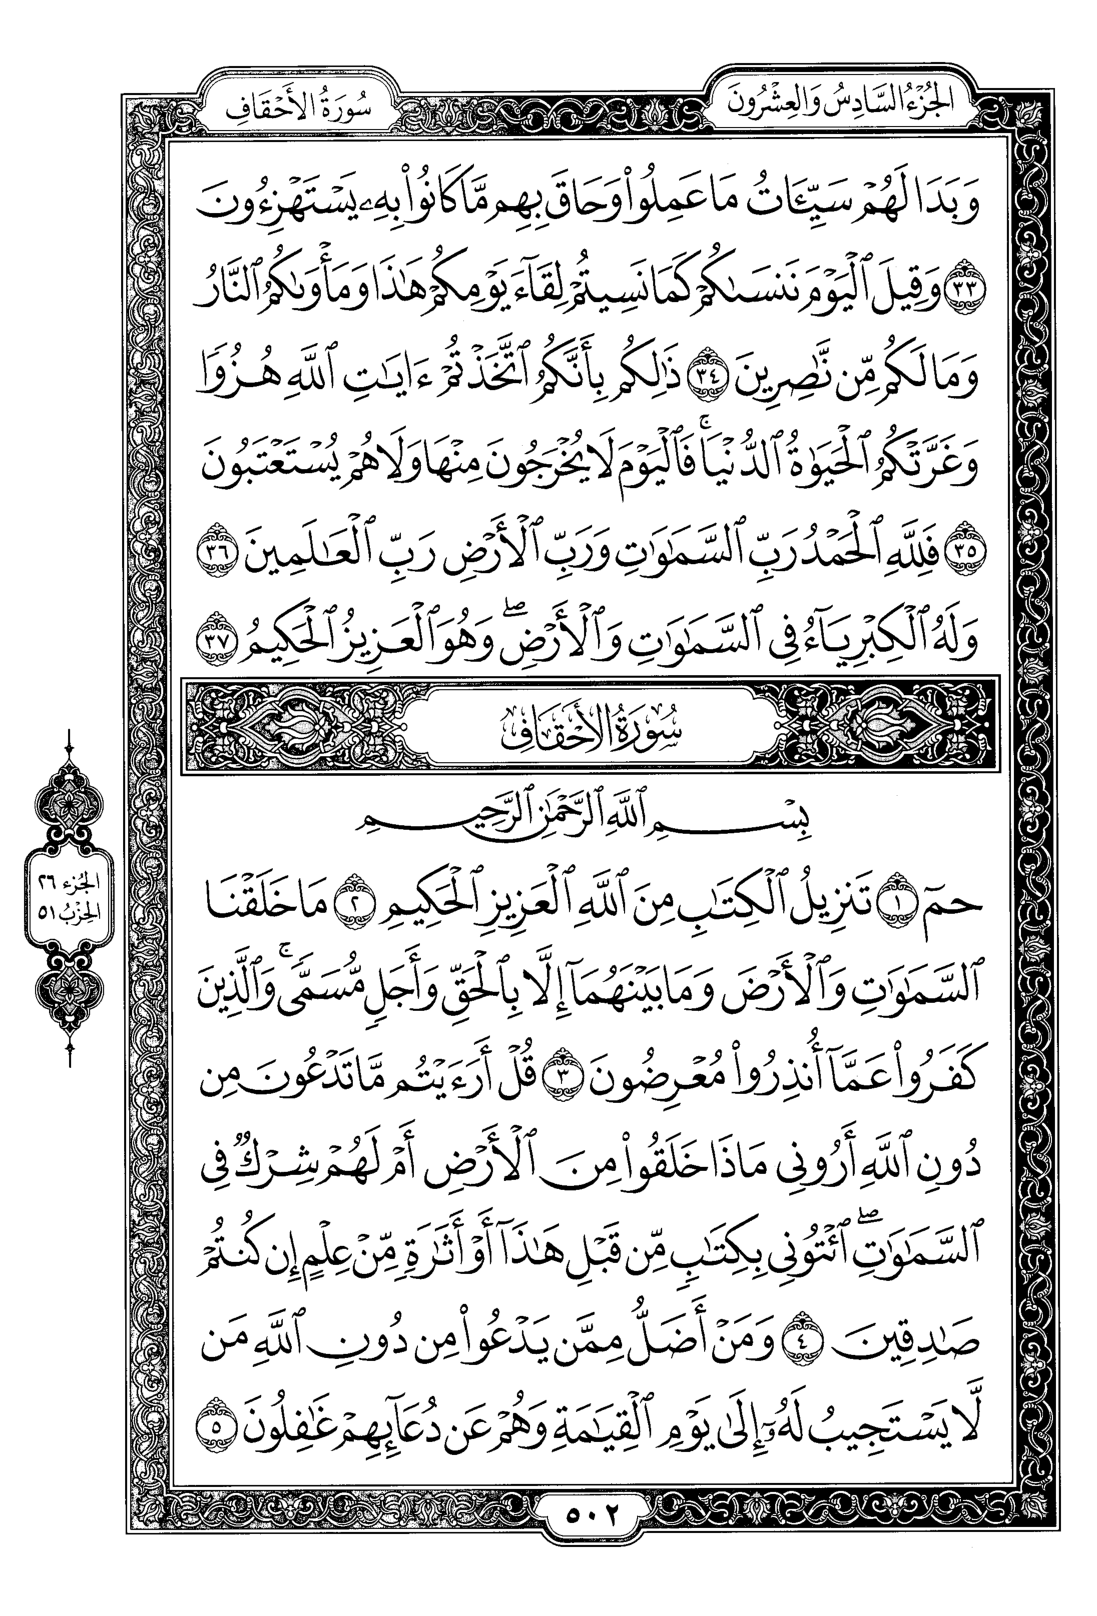 الجُزْءُ السَّادِسُ وَالعِشْرُونَ
سُورَةُ الأَحْقَافِ
وَبَدَا لَهُمْ سَيِّـَٔاتُ مَا عَمِلُوا۟ وَحَاقَ بِهِم مَّا كَانُوا۟ بِهِۦ يَسْتَهْزِءُونَ
٣٣ وَقِيلَ ٱلْيَوْمَ نَنسَىٰكُمْ كَمَا نَسِيتُمْ لِقَآءَ يَوْمِكُمْ هَـٰذَا وَمَأْوَىٰكُمُ ٱلنَّارُ
وَمَا لَكُم مِّن نَّـٰصِرِينَ ٣٤ ذَٰلِكُم بِأَنَّكُمُ ٱتَّخَذْتُمْ ءَايَـٰتِ ٱللَّهِ هُزُوًا
وَغَرَّتْكُمُ ٱلْحَيَوٰةُ ٱلدُّنْيَا ۚ فَٱلْيَوْمَ لَا يُخْرَجُونَ مِنْهَا وَلَا هُمْ يُسْتَعْتَبُونَ
٣٥ فَلِلَّهِ ٱلْحَمْدُ رَبِّ ٱلسَّمَـٰوَٰتِ وَرَبِّ ٱلْأَرْضِ رَبِّ ٱلْعَـٰلَمِينَ ٣٦
وَلَهُ ٱلْكِبْرِيَآءُ فِى ٱلسَّمَـٰوَٰتِ وَٱلْأَرْضِ ۖ وَهُوَ ٱلْعَزِيزُ ٱلْحَكِيمُ ٣٧
سُورَةُ الأَحْقَافِ
بِسْمِ ٱللَّهِ ٱلرَّحْمَـٰنِ ٱلرَّحِيمِ
حمٓ ١ تَنزِيلُ ٱلْكِتَـٰبِ مِنَ ٱللَّهِ ٱلْعَزِيزِ ٱلْحَكِيمِ ٢ مَا خَلَقْنَا
ٱلسَّمَـٰوَٰتِ وَٱلْأَرْضَ وَمَا بَيْنَهُمَآ إِلَّا بِٱلْحَقِّ وَأَجَلٍ مُّسَمًّى ۚ وَٱلَّذِينَ
كَفَرُوا۟ عَمَّآ أُنذِرُوا۟ مُعْرِضُونَ ٣ قُلْ أَرَءَيْتُم مَّا تَدْعُونَ مِن
دُونِ ٱللَّهِ أَرُونِى مَاذَا خَلَقُوا۟ مِنَ ٱلْأَرْضِ أَمْ لَهُمْ شِرْكٌ فِى
ٱلسَّمَـٰوَٰتِ ۖ ٱئْتُونِى بِكِتَـٰبٍ مِّن قَبْلِ هَـٰذَآ أَوْ أَثَـٰرَةٍ مِّنْ عِلْمٍ إِن كُنتُمْ
صَـٰدِقِينَ ٤ وَمَنْ أَضَلُّ مِمَّن يَدْعُوا۟ مِن دُونِ ٱللَّهِ مَن
لَّا يَسْتَجِيبُ لَهُۥٓ إِلَىٰ يَوْمِ ٱلْقِيَـٰمَةِ وَهُمْ عَن دُعَآئِهِمْ غَـٰفِلُونَ ٥
الجُزء ٢٦
الحِزبُ ٥١
٥٠٢